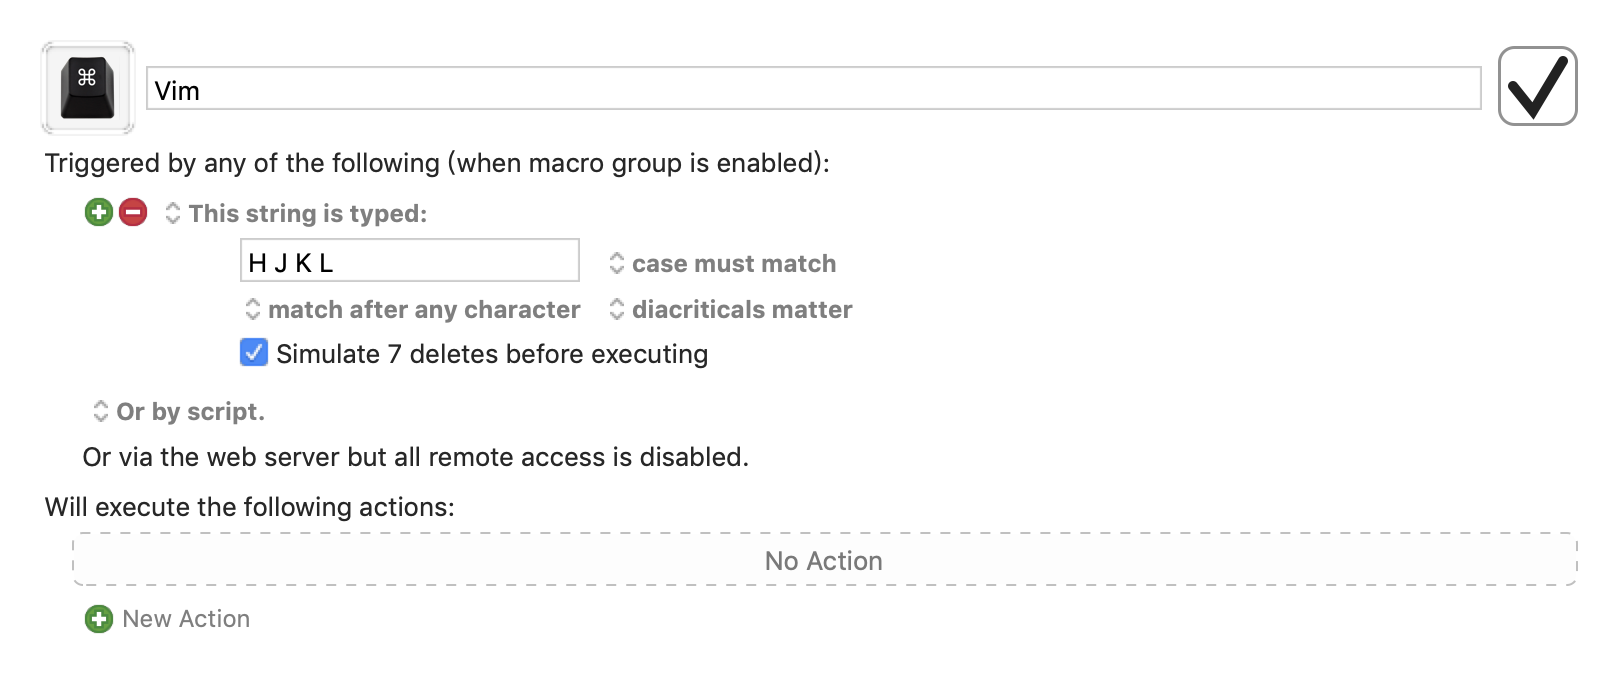 ⌘
Vim
Triggered by any of the following (when macro group is enabled):
This string is typed:
H J K L case must match
match after any character diacriticals matter
Simulate 7 deletes before executing
Or by script.
Or via the web server but all remote access is disabled.
Will execute the following actions:
No Action
New Action